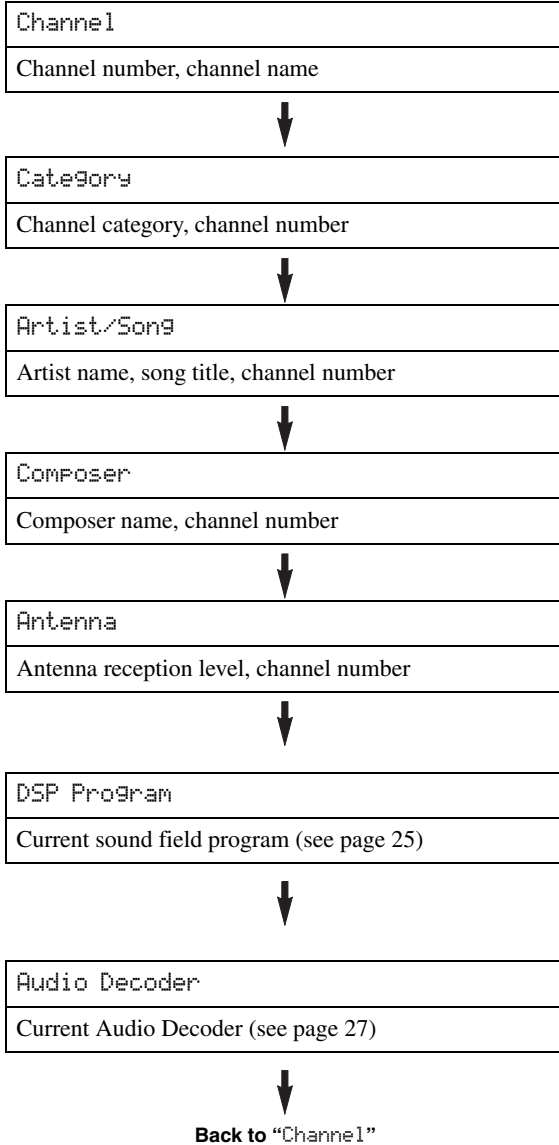 Channel
Channel number, channel name
Category
Channel category, channel number
Artist/Song
Artist name, song title, channel number
Composer
Composer name, channel number
Antenna
Antenna reception level, channel number
DSP Program
Current sound field program (see page 25)
Audio Decoder
Current Audio Decoder (see page 27)
Back to “Channel”